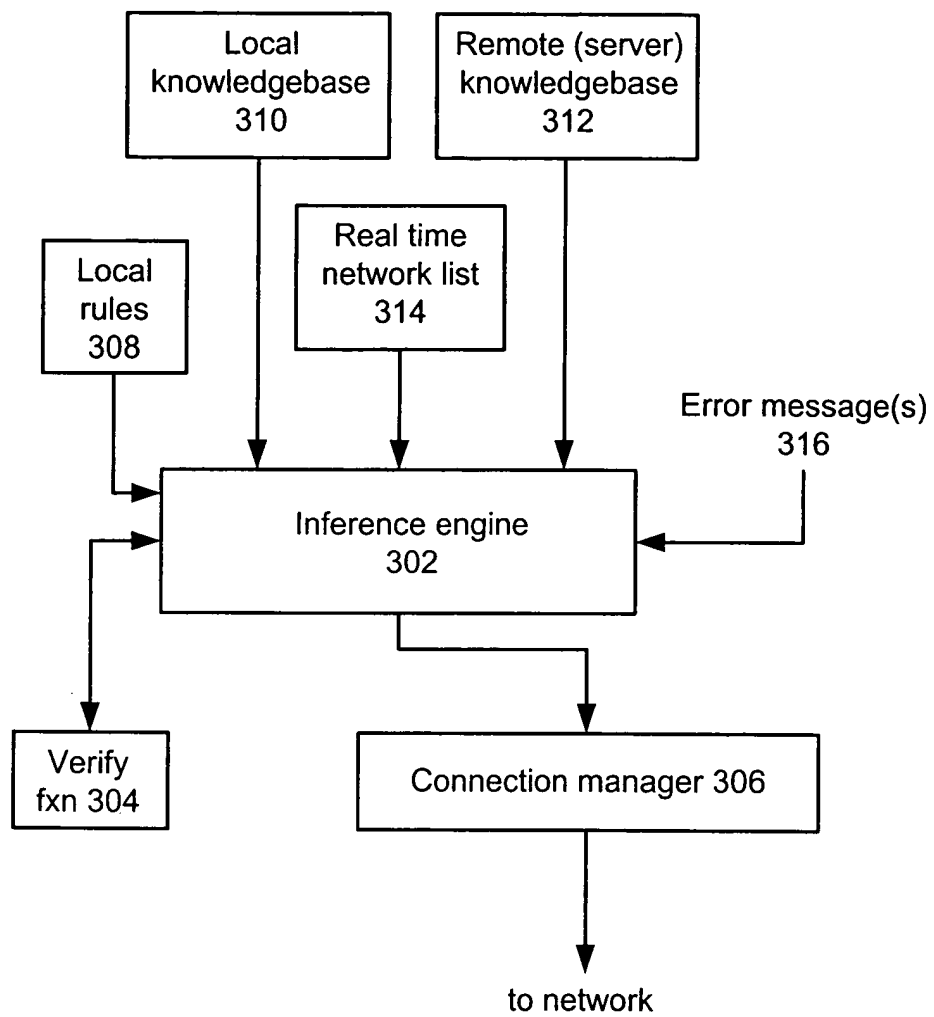 Local
knowledgebase
310
Remote (server)
knowledgebase
312
Real time
network list
314
Local
rules
308
Error message(s)
316
Inference engine
302
Verify
fxn 304
Connection manager 306
to network